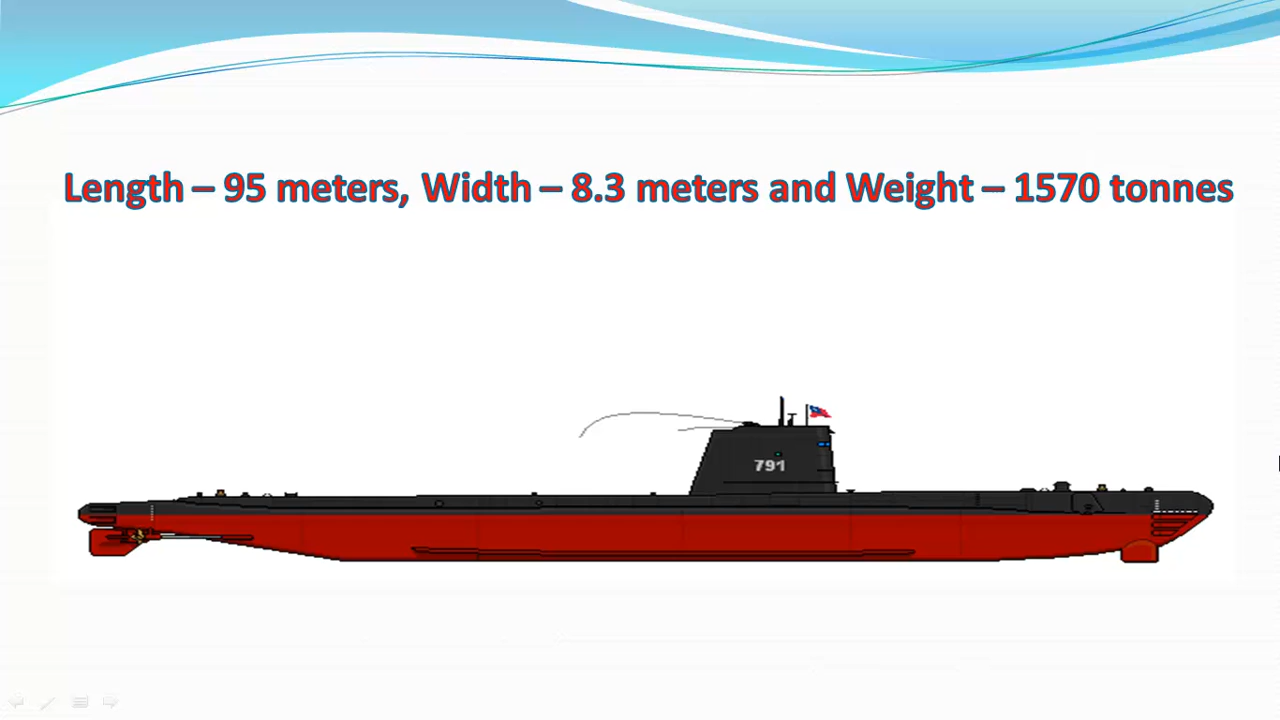 Length – 95 meters, Width – 8.3 meters and Weight – 1570 tonnes
791